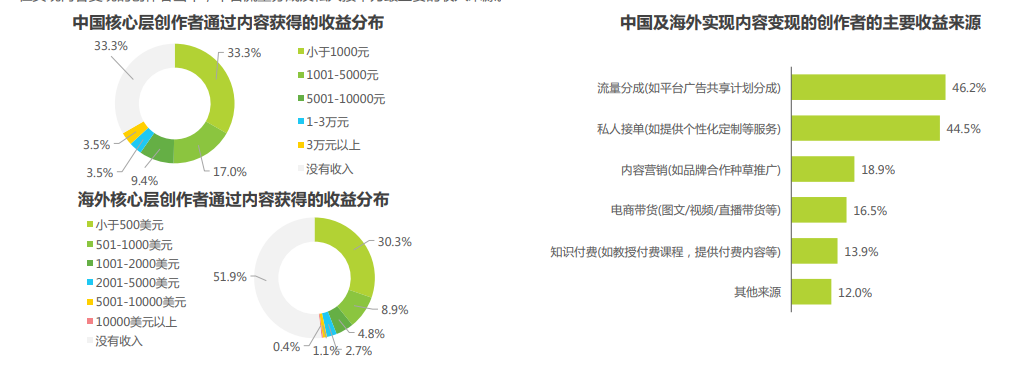 中国核心层创作者通过内容获得的收益分布
33.3%
33.3%
17.0%
9.4%
3.5%
3.5%
小于1000元
1001-5000元
5001-10000元
1-3万元
3万元以上
没有收入
海外核心层创作者通过内容获得的收益分布
小于500美元
501-1000美元
1001-2000美元
2001-5000美元
5001-10000美元
10000美元以上
没有收入
51.9%
30.3%
8.9%
4.8%
2.7%
1.1%
0.4%
中国及海外实现内容变现的创作者的主要收益来源
流量分成(如平台广告共享计划分成) 46.2%
私人接单(如提供个性化定制等服务) 44.5%
内容营销(如品牌合作种草推广) 18.9%
电商带货(图文/视频/直播带货等) 16.5%
知识付费(如教授付费课程，提供付费内容等) 13.9%
其他来源 12.0%